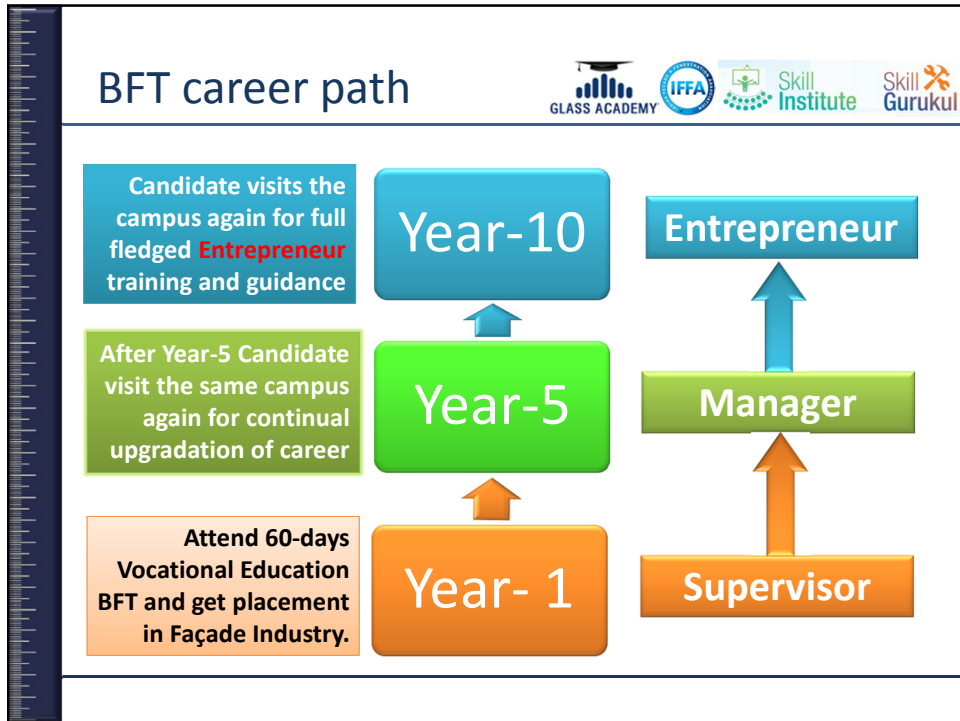 BFT career path
GLASS ACADEMY
IFFA
Skill
Institute
Skill
Gurukul
Candidate visits the
campus again for full
fledged Entrepreneur
training and guidance
Year-10
Entrepreneur
After Year-5 Candidate
visit the same campus
again for continual
upgradation of career
Year-5
Manager
Attend 60-days
Vocational Education
BFT and get placement
in Façade Industry.
Year- 1
Supervisor